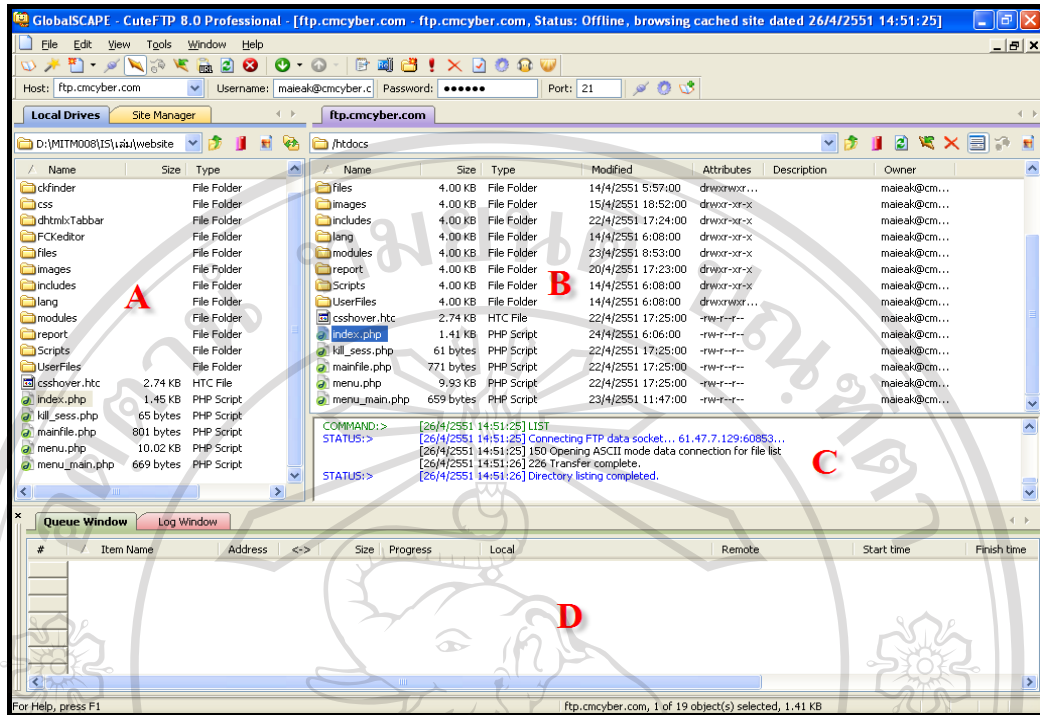 GlobalSCAPE - CuteFTP 8.0 Professional - [ftp.cmcyber.com - ftp.cmcyber.com, Status: Offline, browsing cached site dated 26/4/2551 14:51:25]
File Edit View Tools Window Help
Host: ftp.cmcyber.com Username: maieak@cmcyber.c Password: ●●●●●● Port: 21
Local Drives Site Manager ftp.cmcyber.com
D:\MITM008\IS\เล่ม\website /htdocs
Name Size Type Name Size Type Modified Attributes Description Owner
ckfinder File Folder files 4.00 KB File Folder 14/4/2551 5:57:00 drwxrwxr... maieak@cm...
css File Folder images 4.00 KB File Folder 15/4/2551 18:52:00 drwxr-xr-x maieak@cm...
dhtmlxTabbar File Folder includes 4.00 KB File Folder 22/4/2551 17:24:00 drwxr-xr-x maieak@cm...
FCKeditor File Folder lang 4.00 KB File Folder 14/4/2551 6:08:00 drwxr-xr-x maieak@cm...
files File Folder modules 4.00 KB File Folder 23/4/2551 8:53:00 drwxr-xr-x maieak@cm...
images File Folder report 4.00 KB File Folder 20/4/2551 17:23:00 drwxr-xr-x maieak@cm...
includes File Folder Scripts 4.00 KB File Folder 14/4/2551 6:08:00 drwxr-xr-x maieak@cm...
lang File Folder UserFiles 4.00 KB File Folder 14/4/2551 6:08:00 drwxrwxr... maieak@cm...
modules File Folder csshover.htc 2.74 KB HTC File 22/4/2551 17:25:00 -rw-r--r-- maieak@cm...
report File Folder index.php 1.41 KB PHP Script 24/4/2551 6:06:00 -rw-r--r-- maieak@cm...
Scripts File Folder kill_sess.php 61 bytes PHP Script 22/4/2551 17:25:00 -rw-r--r-- maieak@cm...
UserFiles File Folder mainfile.php 771 bytes PHP Script 22/4/2551 17:25:00 -rw-r--r-- maieak@cm...
csshover.htc 2.74 KB HTC File menu.php 9.93 KB PHP Script 22/4/2551 17:25:00 -rw-r--r-- maieak@cm...
index.php 1.45 KB PHP Script menu_main.php 659 bytes PHP Script 23/4/2551 11:47:00 -rw-r--r-- maieak@cm...
kill_sess.php 65 bytes PHP Script
mainfile.php 801 bytes PHP Script
menu.php 10.02 KB PHP Script
menu_main.php 669 bytes PHP Script
A
B
COMMAND:> [26/4/2551 14:51:25] LIST
STATUS:> [26/4/2551 14:51:25] Connecting FTP data socket... 61.47.7.129:60853...
[26/4/2551 14:51:25] 150 Opening ASCII mode data connection for file list
[26/4/2551 14:51:26] 226 Transfer complete.
STATUS:> [26/4/2551 14:51:26] Directory listing completed.
C
Queue Window Log Window
# Item Name Address <-> Size Progress Local Remote Start time Finish time
D
For Help, press F1 ftp.cmcyber.com, 1 of 19 object(s) selected, 1.41 KB